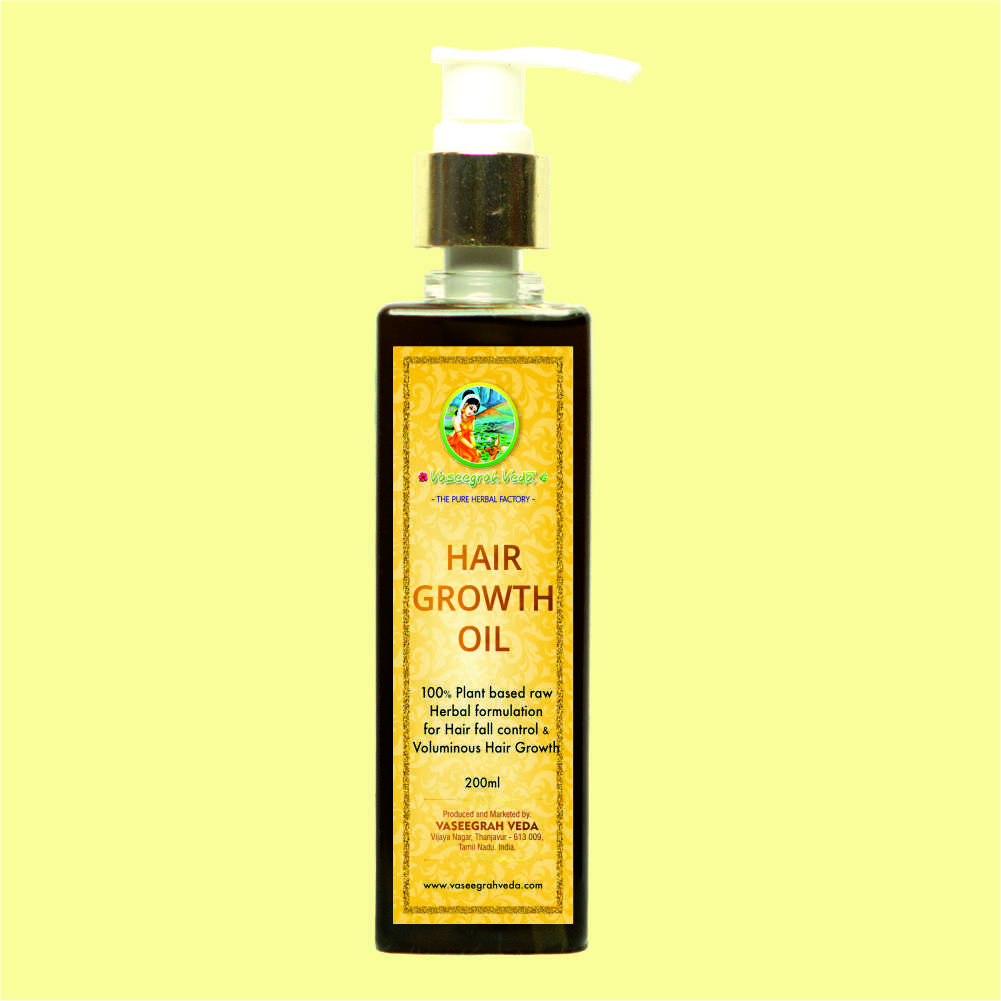 Vaseegrah Veda
- THE PURE HERBAL FACTORY -
HAIR
GROWTH
OIL
100% Plant based raw
Herbal formulation
for Hair fall control &
Voluminous Hair Growth
200ml
Produced and Marketed by:
VASEEGRAH VEDA
Vijaya Nagar, Thanjavur - 613 009,
Tamil Nadu. India.
www.vaseegrahveda.com